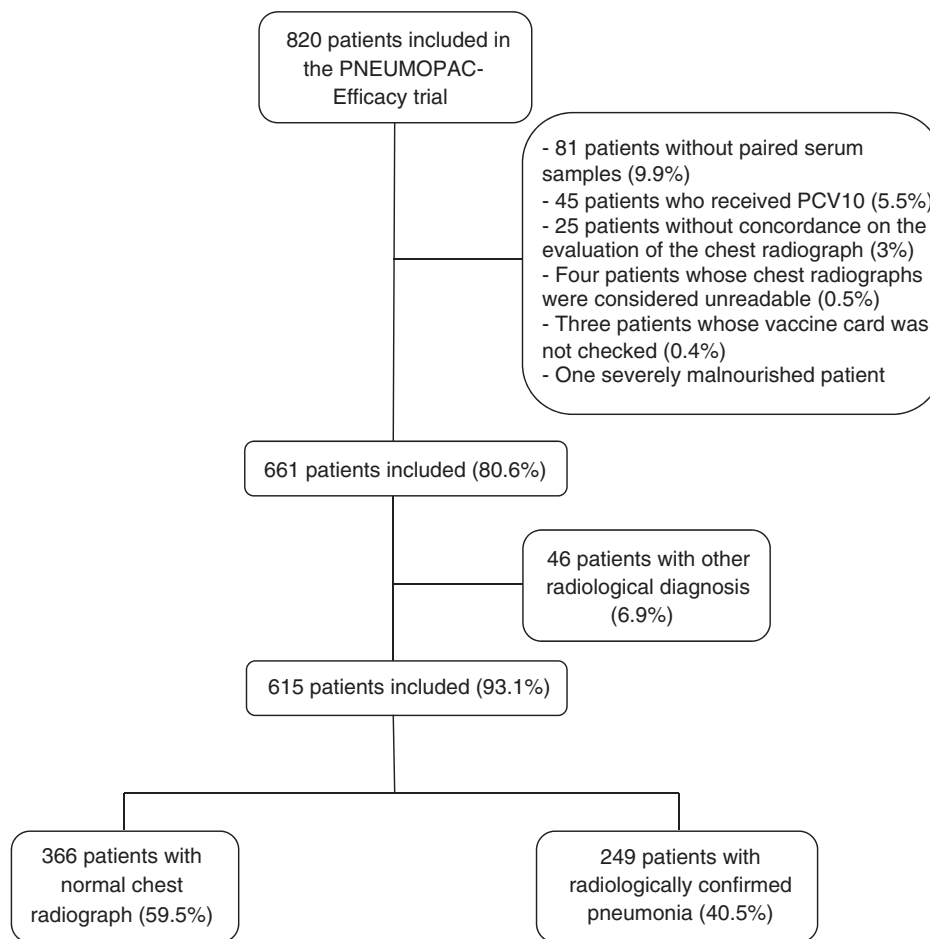 820 patients included in
the PNEUMOPAC-
Efficacy trial
- 81 patients without paired serum
samples (9.9%)
- 45 patients who received PCV10 (5.5%)
- 25 patients without concordance on the
evaluation of the chest radiograph (3%)
- Four patients whose chest radiographs
were considered unreadable (0.5%)
- Three patients whose vaccine card was
not checked (0.4%)
- One severely malnourished patient
661 patients included (80.6%)
46 patients with other
radiological diagnosis
(6.9%)
615 patients included (93.1%)
366 patients with
normal chest
radiograph (59.5%)
249 patients with
radiologically confirmed
pneumonia (40.5%)